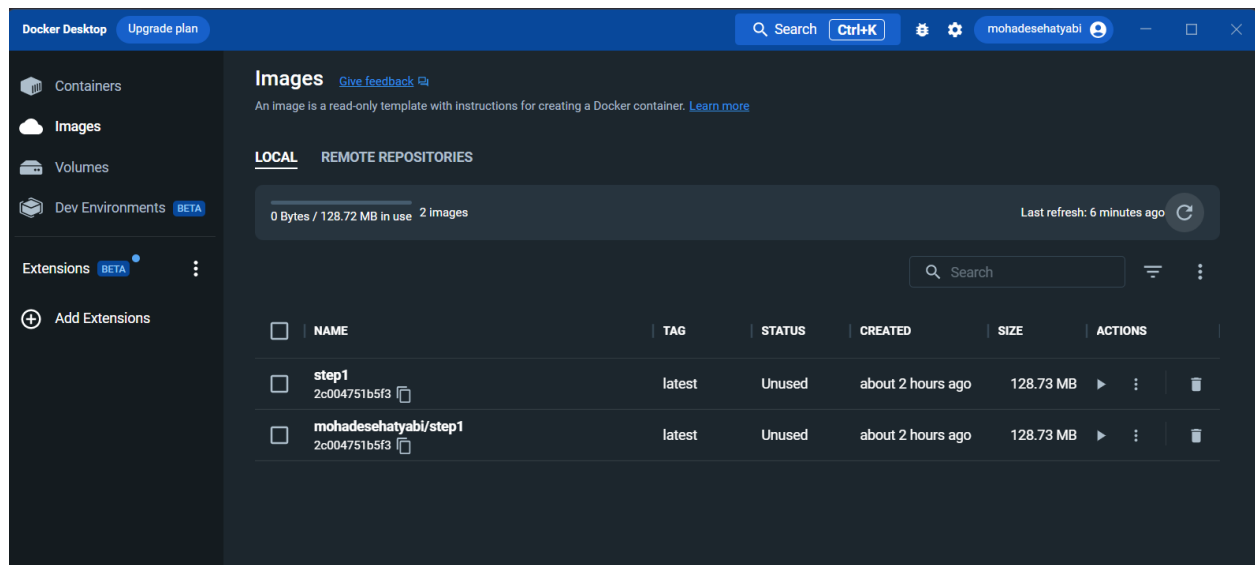 Docker Desktop Upgrade plan Search Ctrl+K mohadesehatyabi
Containers
Images
Volumes
Dev Environments BETA
Extensions BETA
Add Extensions
Images Give feedback
An image is a read-only template with instructions for creating a Docker container. Learn more
LOCAL REMOTE REPOSITORIES
0 Bytes / 128.72 MB in use 2 images Last refresh: 6 minutes ago
Search
NAME TAG STATUS CREATED SIZE ACTIONS
step1
2c004751b5f3
latest Unused about 2 hours ago 128.73 MB
mohadesehatyabi/step1
2c004751b5f3
latest Unused about 2 hours ago 128.73 MB